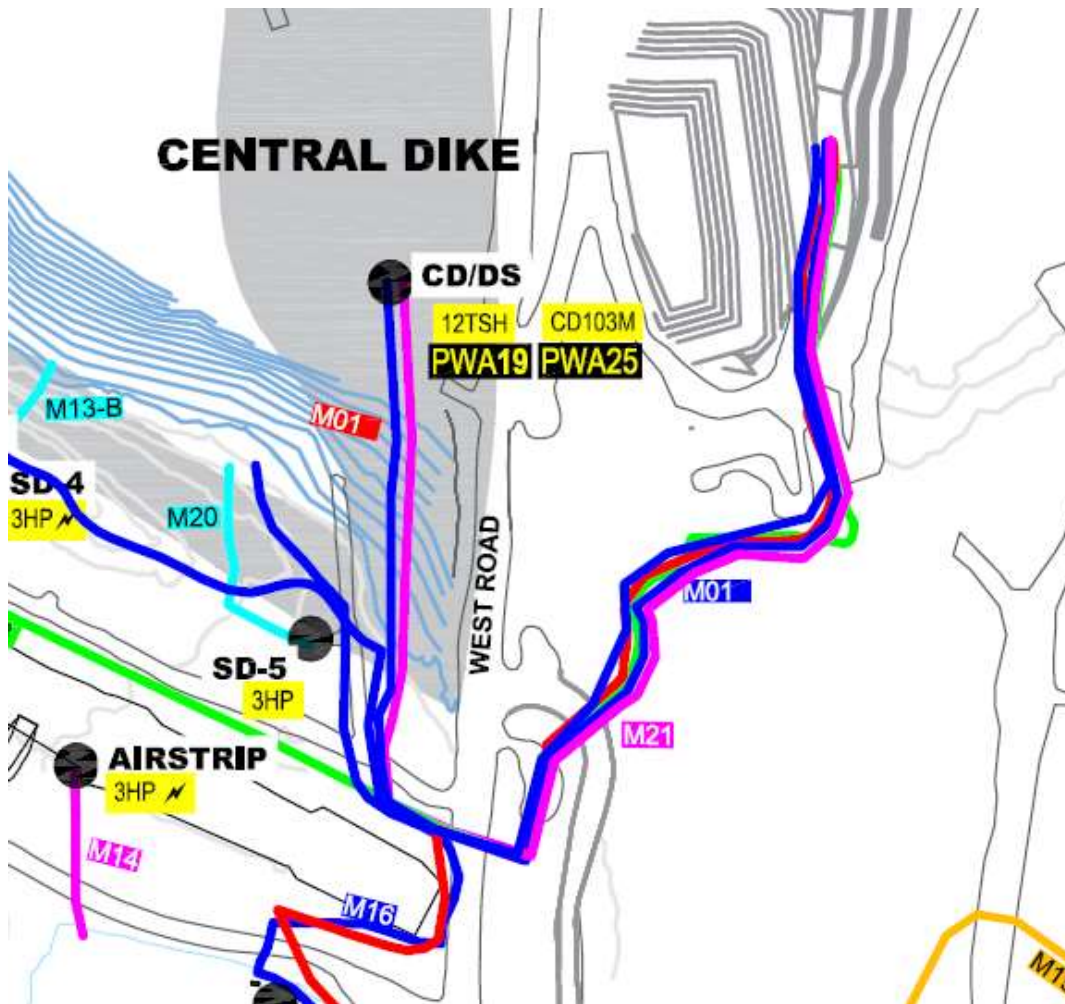 CENTRAL DIKE
CD/DS
12TSH CD103M
PWA19 PWA25
M13-B
M01
SD-4
3HP
M20
WEST ROAD
M01
SD-5
3HP
M21
AIRSTRIP
3HP
M14
M16